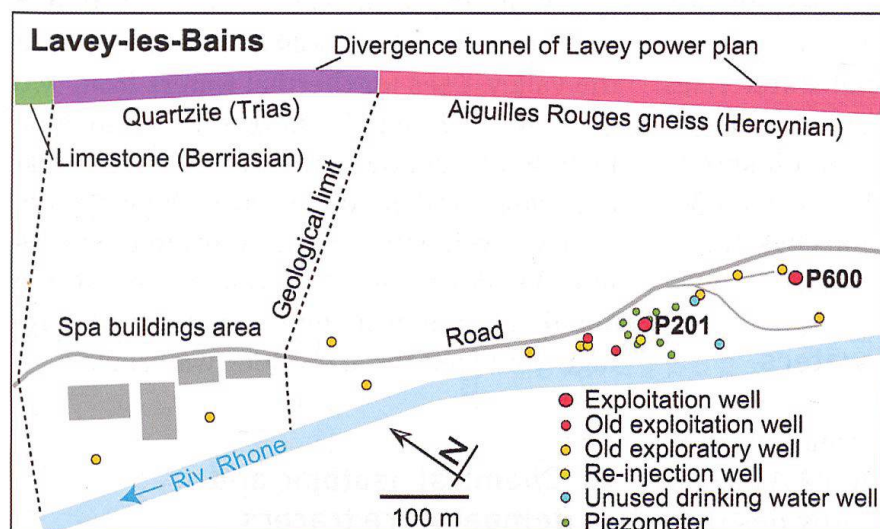 Lavey-les-Bains
Divergence tunnel of Lavey power plan
Quartzite (Trias)
Aiguilles Rouges gneiss (Hercynian)
Limestone (Berriasian)
Geological limit
P600
Spa buildings area
Road
P201
Riv. Rhone
N
100 m
Exploitation well
Old exploitation well
Old exploratory well
Re-injection well
Unused drinking water well
Piezometer